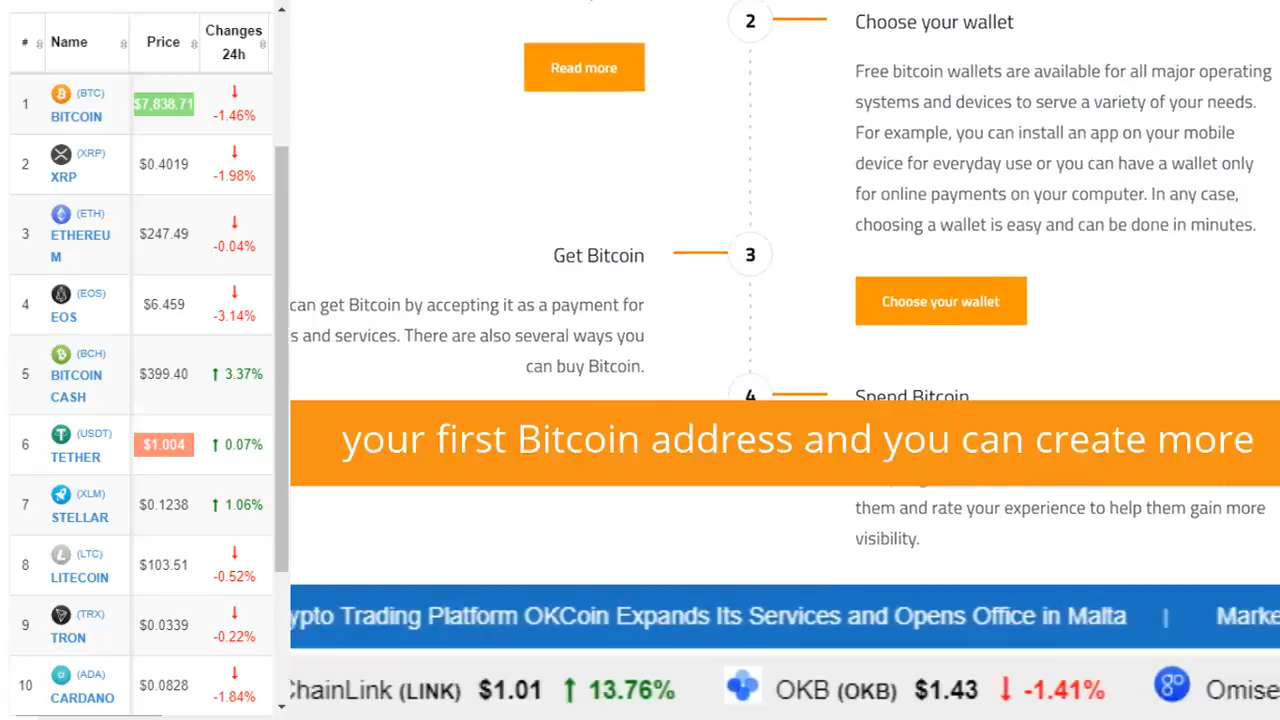 # Name Price Changes
24h
1 (BTC) $7,838.71
BITCOIN -1.46%
2 (XRP) $0.4019
XRP -1.98%
3 (ETH) $247.49
ETHEREU -0.04%
M
4 (EOS) $6.459
EOS -3.14%
5 (BCH) $399.40 3.37%
BITCOIN
CASH
6 (USDT) $1.004 0.07%
TETHER
7 (XLM) $0.1238 1.06%
STELLAR
8 (LTC) $103.51
LITECOIN -0.52%
9 (TRX) $0.0339
TRON -0.22%
10 (ADA) $0.0828
CARDANO -1.84%
Read more
2
Choose your wallet
Free bitcoin wallets are available for all major operating
systems and devices to serve a variety of your needs.
For example, you can install an app on your mobile
device for everyday use or you can have a wallet only
for online payments on your computer. In any case,
choosing a wallet is easy and can be done in minutes.
Choose your wallet
Get Bitcoin
3
can get Bitcoin by accepting it as a payment for
s and services. There are also several ways you
can buy Bitcoin.
4
Spend Bitcoin
your first Bitcoin address and you can create more
them and rate your experience to help them gain more
visibility.
ypto Trading Platform OKCoin Expands Its Services and Opens Office in Malta | Marke
ChainLink (LINK) $1.01 13.76% OKB (OKB) $1.43 -1.41% Omise